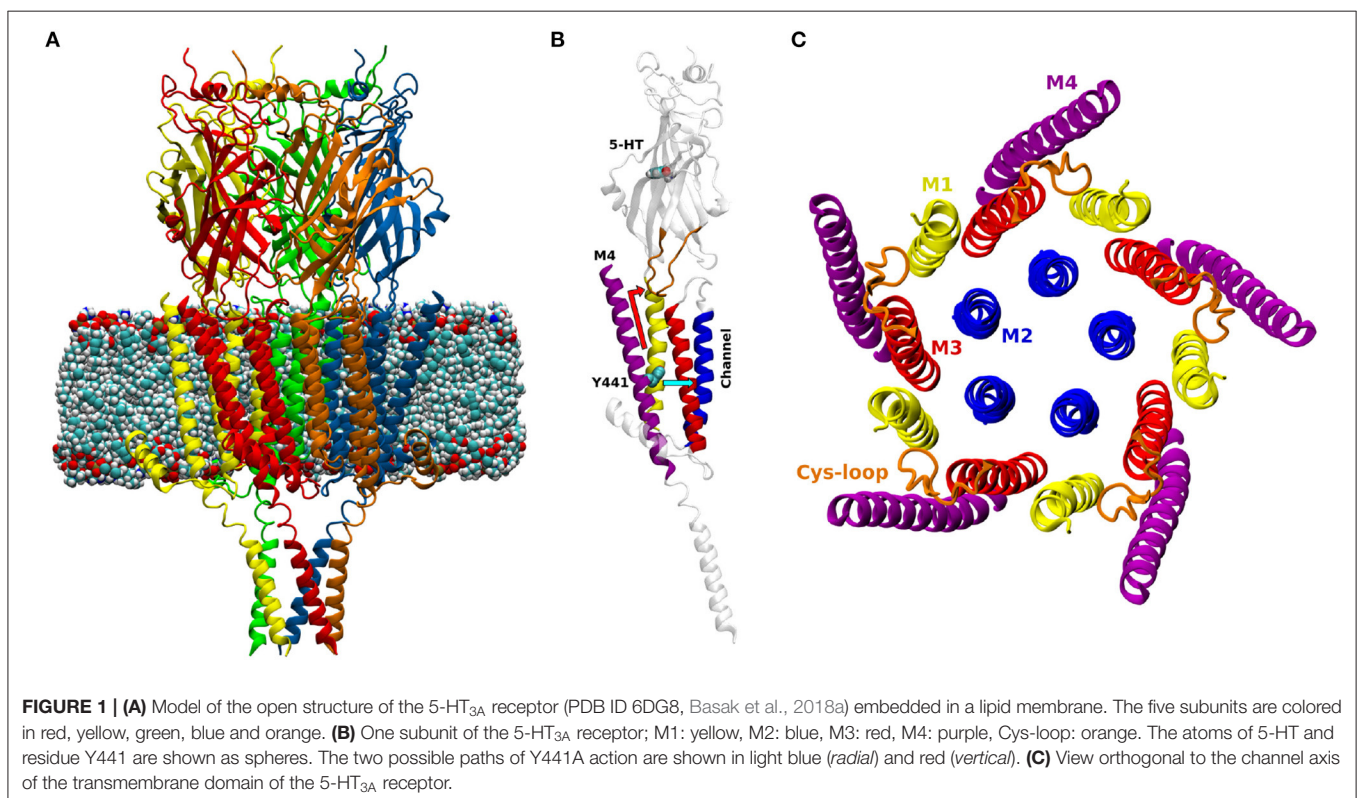 A
B
C
M4
5-HT
M1
M4
M3
M2
Y441
Channel
Cys-loop
FIGURE 1 | (A) Model of the open structure of the 5-HT3A receptor (PDB ID 6DG8, Basak et al., 2018a) embedded in a lipid membrane. The five subunits are colored
in red, yellow, green, blue and orange. (B) One subunit of the 5-HT3A receptor; M1: yellow, M2: blue, M3: red, M4: purple, Cys-loop: orange. The atoms of 5-HT and
residue Y441 are shown as spheres. The two possible paths of Y441A action are shown in light blue (radial) and red (vertical). (C) View orthogonal to the channel axis
of the transmembrane domain of the 5-HT3A receptor.